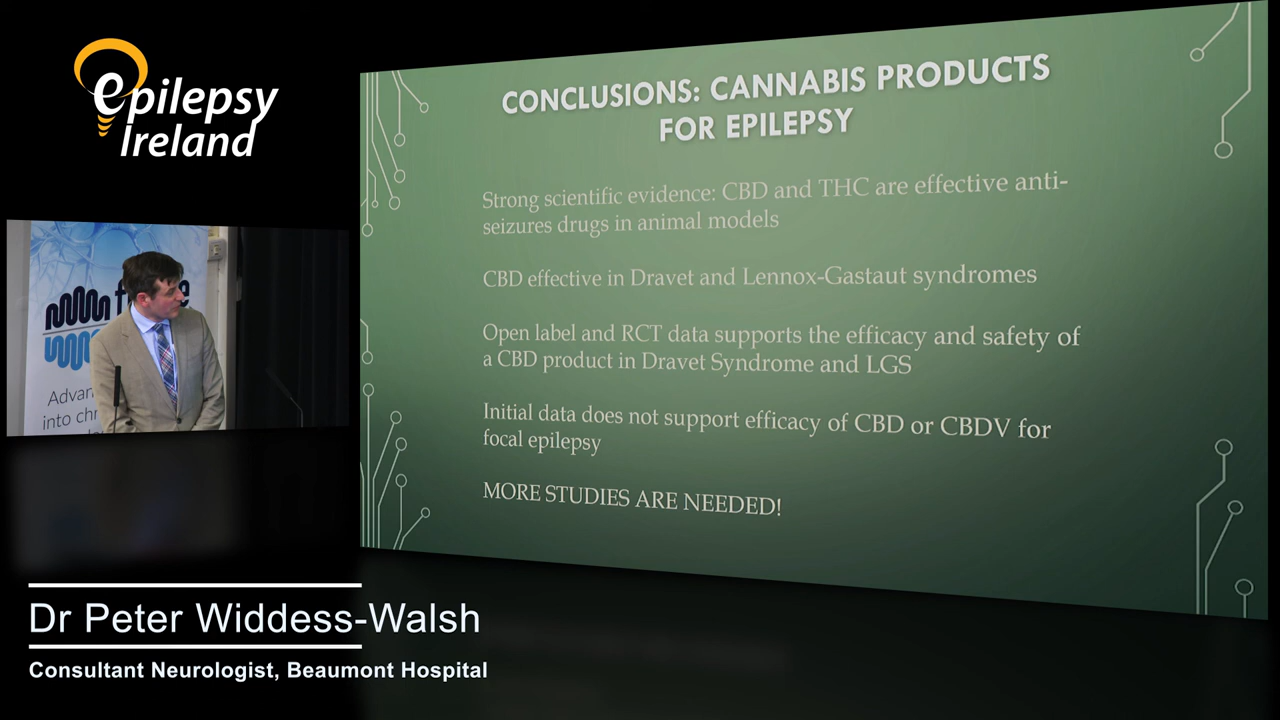 epilepsy
Ireland
CONCLUSIONS: CANNABIS PRODUCTS
FOR EPILEPSY
Strong scientific evidence: CBD and THC are effective anti-
seizures drugs in animal models
CBD effective in Dravet and Lennox-Gastaut syndromes
Open label and RCT data supports the efficacy and safety of
a CBD product in Dravet Syndrome and LGS
Initial data does not support efficacy of CBD or CBDV for
focal epilepsy
MORE STUDIES ARE NEEDED!
into
Dr Peter Widdess-Walsh
Consultant Neurologist, Beaumont Hospital